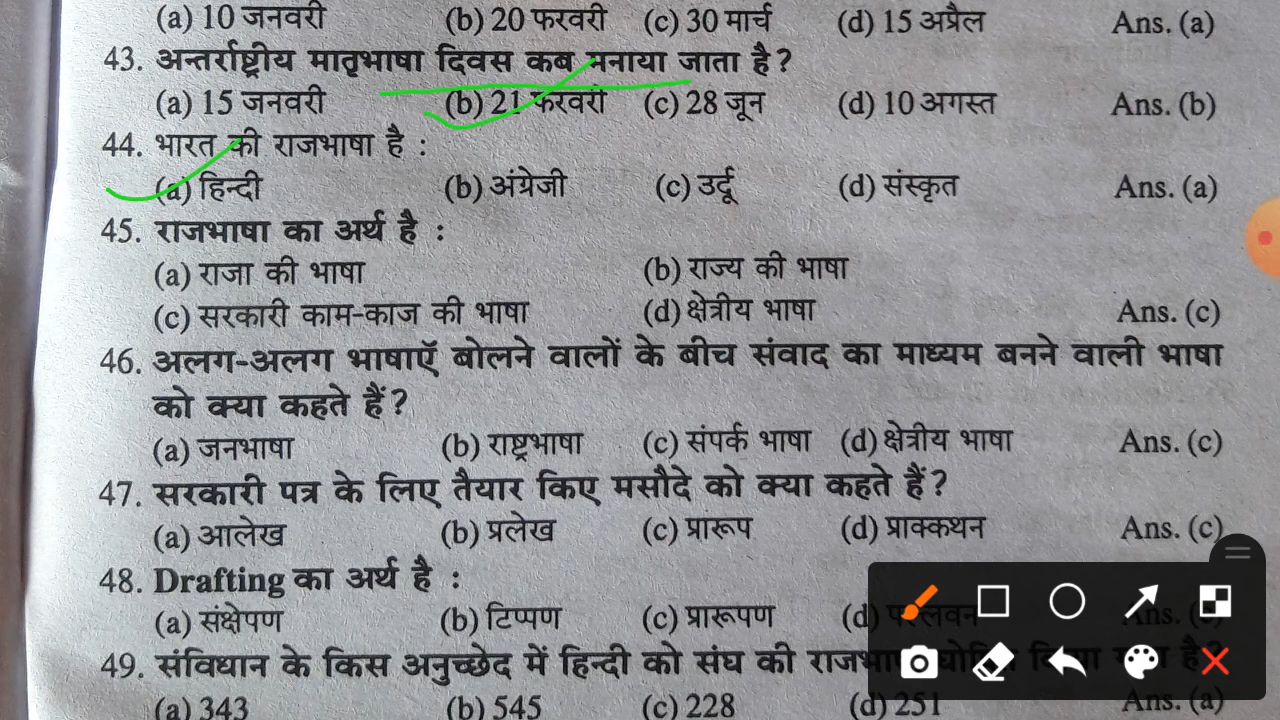 (a) 10 जनवरी (b) 20 फरवरी (c) 30 मार्च (d) 15 अप्रैल Ans. (a)
43. अन्तर्राष्ट्रीय मातृभाषा दिवस कब मनाया जाता है ?
(a) 15 जनवरी (b) 21 फरवरी (c) 28 जून (d) 10 अगस्त Ans. (b)
44. भारत की राजभाषा है :
(a) हिन्दी (b) अंग्रेजी (c) उर्दू (d) संस्कृत Ans. (a)
45. राजभाषा का अर्थ है :
(a) राजा की भाषा (b) राज्य की भाषा
(c) सरकारी काम-काज की भाषा (d) क्षेत्रीय भाषा Ans. (c)
46. अलग-अलग भाषाएँ बोलने वालों के बीच संवाद का माध्यम बनने वाली भाषा
को क्या कहते हैं ?
(a) जनभाषा (b) राष्ट्रभाषा (c) संपर्क भाषा (d) क्षेत्रीय भाषा Ans. (c)
47. सरकारी पत्र के लिए तैयार किए मसौदे को क्या कहते हैं ?
(a) आलेख (b) प्रलेख (c) प्रारूप (d) प्राक्कथन Ans. (c)
48. Drafting का अर्थ है :
(a) संक्षेपण (b) टिप्पण (c) प्रारूपण (d) Ans.
49. संविधान के किस अनुच्छेद में हिन्दी को संघ की है
(a) 343 (b) 545 (c) 228 (d) 251 Ans. (a)